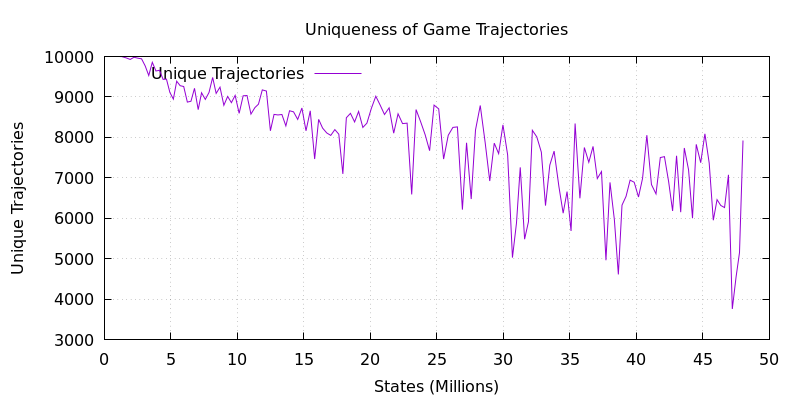 Uniqueness of Game Trajectories
Unique Trajectories
Unique Trajectories
10000
9000
8000
7000
6000
5000
4000
3000
0 5 10 15 20 25 30 35 40 45 50
States (Millions)